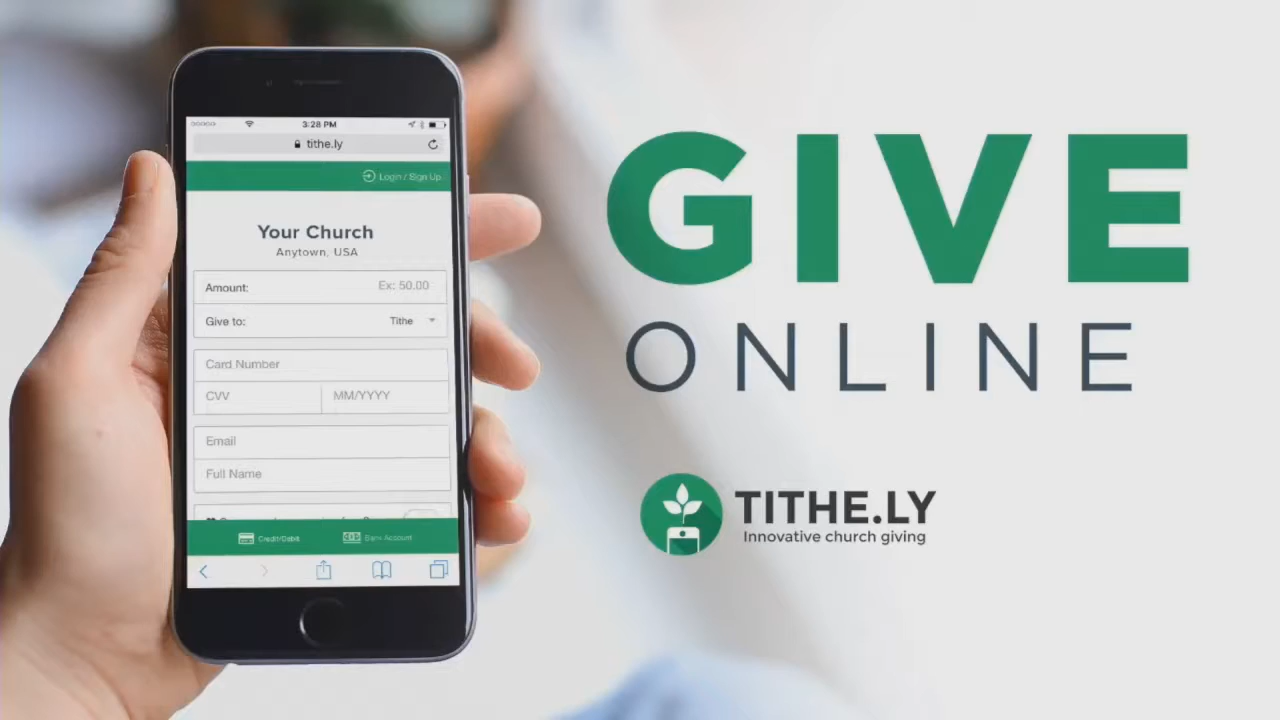 3:28 PM
tithe.ly
Login / Sign Up
Your Church
Anytown, USA
Amount: Ex: 50.00
Give to: Tithe
Card Number
CVV MM/YYYY
Email
Full Name
Credit/Debit Bank Account
GIVE
ONLINE
TITHE.LY
Innovative church giving